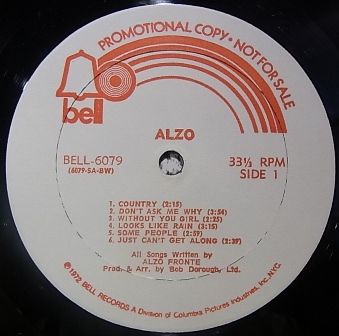 PROMOTIONAL COPY • NOT FOR SALE
bell
ALZO
BELL-6079
(6079-SA-BW)
33⅓ RPM
SIDE 1
1. COUNTRY (2:15)
2. DON'T ASK ME WHY (3:54)
3. WITHOUT YOU GIRL (2:25)
4. LOOKS LIKE RAIN (3:15)
5. SOME PEOPLE (2:59)
6. JUST CAN'T GET ALONG (2:39)
All Songs Written by
ALZO FRONTE
Prod. & Arr. by Bob Dorough, Ltd.
℗1972 BELL RECORDS A Division of Columbia Pictures Industries, Inc. NYC